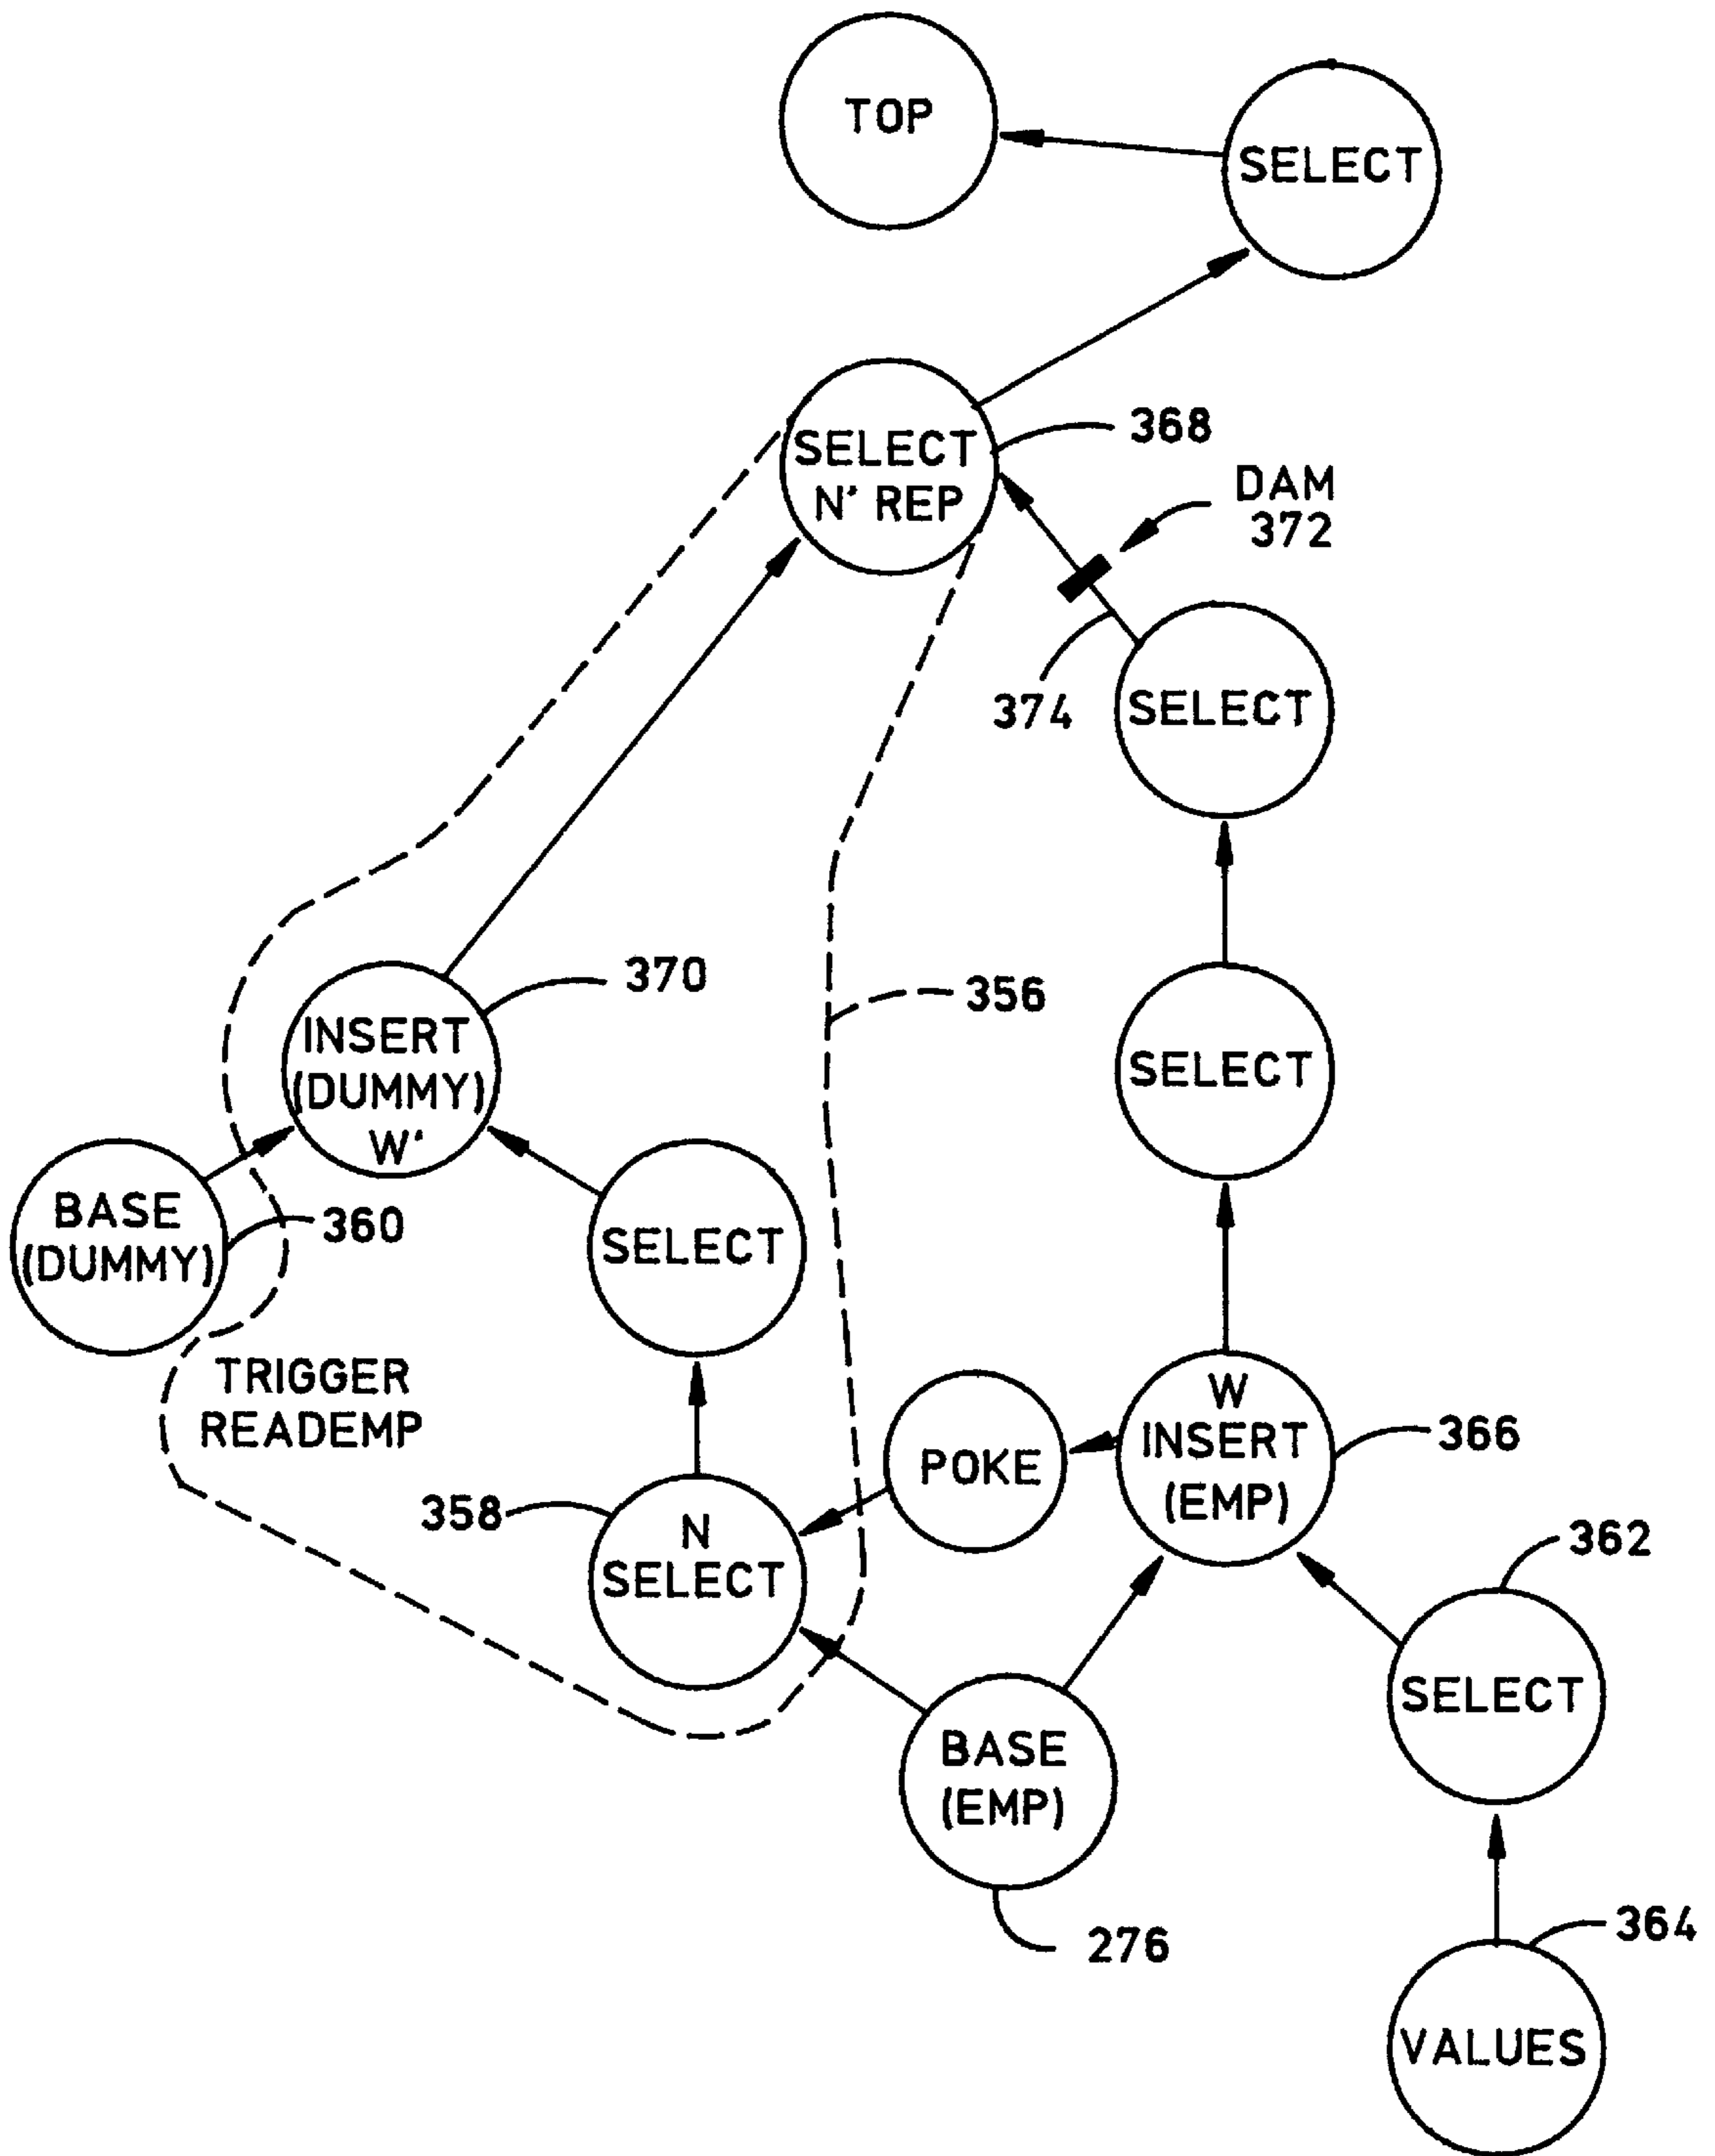 TOP
SELECT
SELECT
N' REP
368
DAM
372
374
SELECT
370
356
INSERT
(DUMMY)
W'
SELECT
BASE
(DUMMY)
360
SELECT
TRIGGER
READEMP
W
INSERT
(EMP)
366
POKE
358
N
SELECT
362
SELECT
BASE
(EMP)
276
364
VALUES